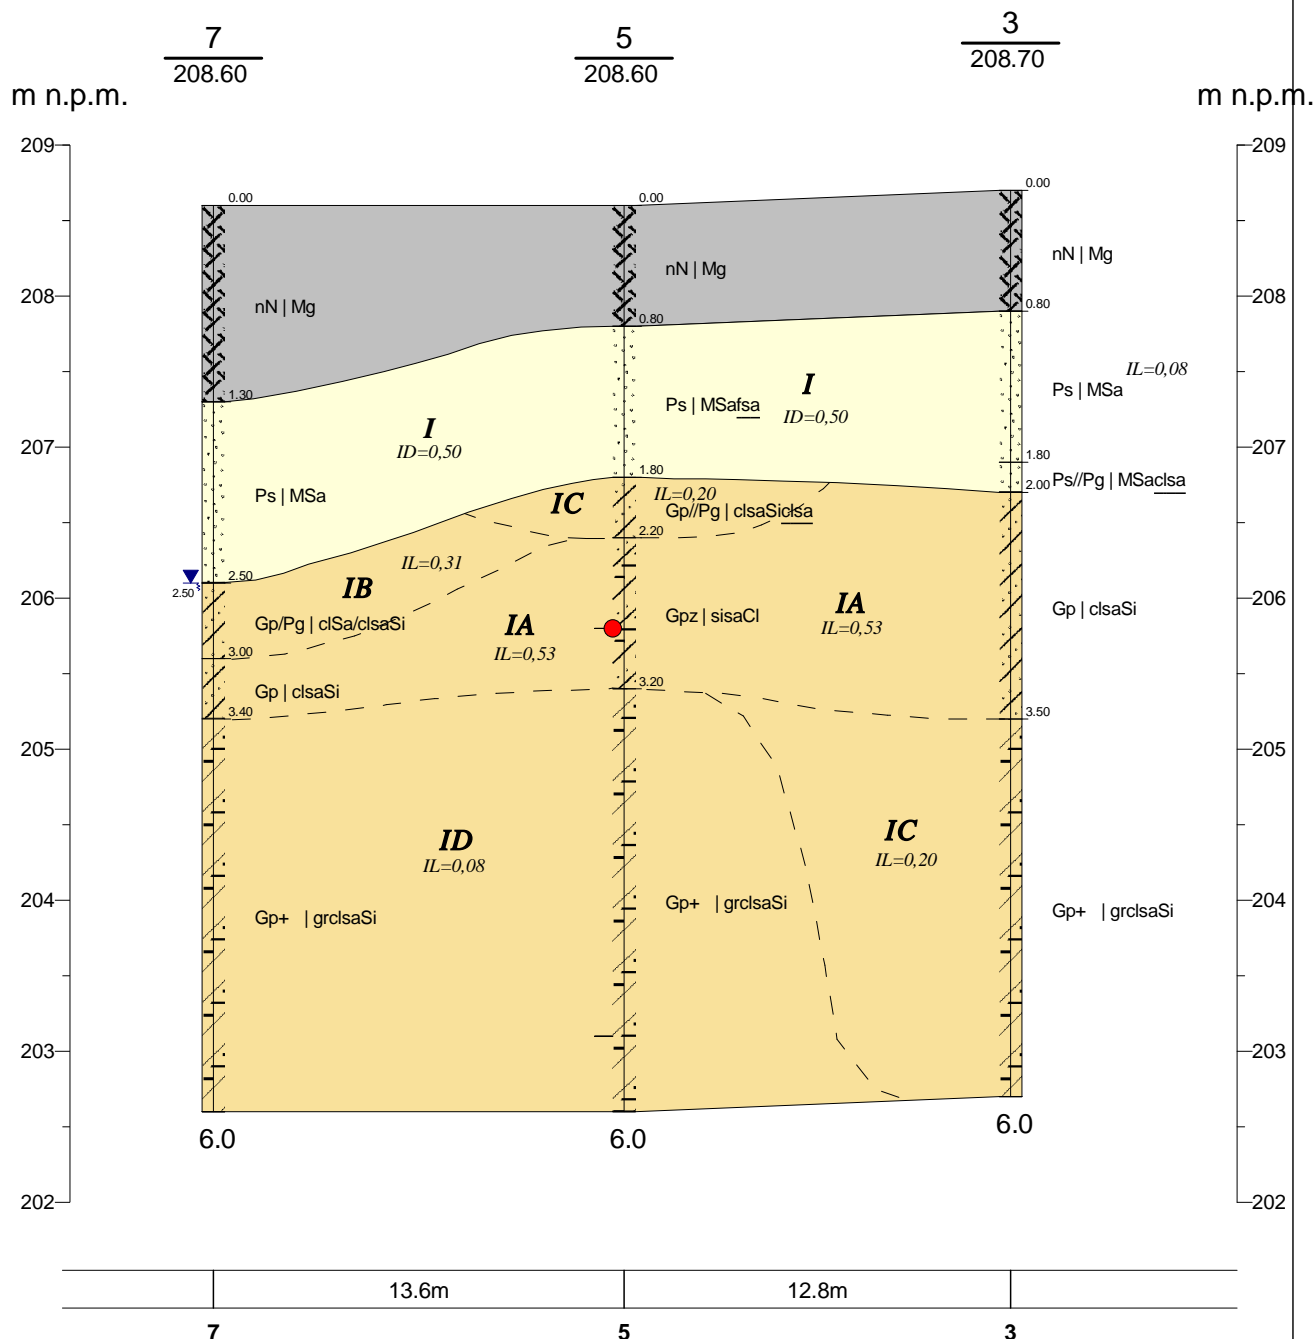 7
208.60
5
208.60
3
208.70
m n.p.m.
m n.p.m.
209
209
0.00
0.00
0.00
nN | Mg
nN | Mg
nN | Mg
208
208
0.80
0.80
1.30
I
ID=0,50
I
ID=0,50
IL=0,08
Ps | MSa
Ps | MSafsa
207
207
1.80
1.80
2.00
Ps//Pg | MSaclsa
Ps | MSa
IC
IL=0,20
Gp//Pg | clsaSiclsa
2.20
IL=0,31
2.50
2.50
IB
206
206
Gp/Pg | clSa/clsaSi
IA
IL=0,53
Gpz | sisaCl
IA
IL=0,53
Gp | clsaSi
3.00
Gp | clsaSi
3.20
3.40
3.50
205
205
ID
IL=0,08
IC
IL=0,20
204
204
Gp+ | grclsaSi
Gp+ | grclsaSi
Gp+ | grclsaSi
203
203
6.0
6.0
6.0
202
202
13.6m
12.8m
7
5
3